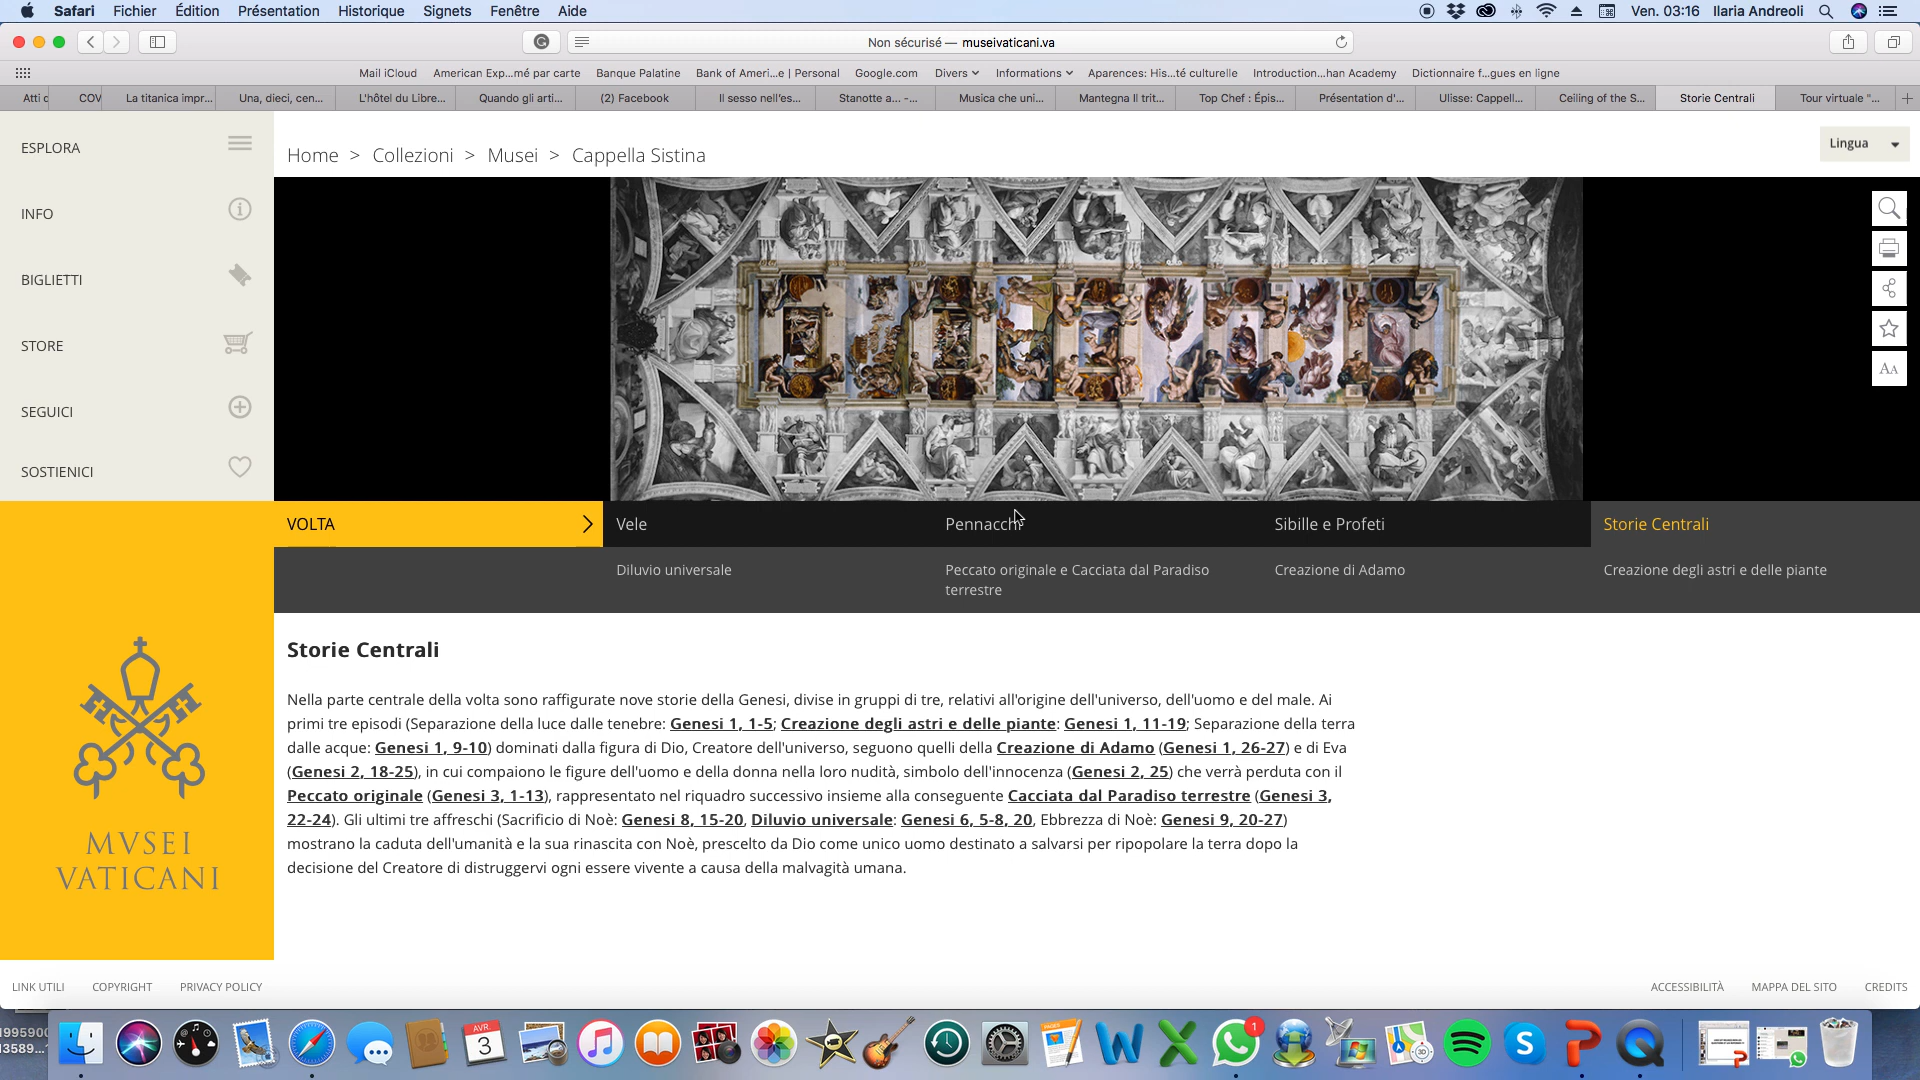 Safari Fichier Édition Présentation Historique Signets Fenêtre Aide Ven. 03:16 Ilaria Andreoli
Non sécurisé — museivaticani.va
Mail iCloud American Exp...mé par carte Banque Palatine Bank of Ameri...e | Personal Google.com Divers Informations Aparences: His...té culturelle Introduction...han Academy Dictionnaire f...gues en ligne
Atti c COV La titanica impr... Una, dieci, cen... L'hôtel du Libre... Quando gli arti... (2) Facebook Il sesso nell'es... Stanotte a... -... Musica che uni... Mantegna Il trit... Top Chef : Épis... Présentation d'... Ulisse: Cappell... Ceiling of the S... Storie Centrali Tour virtuale "...
ESPLORA
INFO
BIGLIETTI
STORE
SEGUICI
SOSTIENICI
MVSEI
VATICANI
Home > Collezioni > Musei > Cappella Sistina
Lingua
AA
VOLTA Vele Pennacchi Sibille e Profeti Storie Centrali
Diluvio universale Peccato originale e Cacciata dal Paradiso Creazione di Adamo Creazione degli astri e delle piante
terrestre
Storie Centrali
Nella parte centrale della volta sono raffigurate nove storie della Genesi, divise in gruppi di tre, relativi all'origine dell'universo, dell'uomo e del male. Ai
primi tre episodi (Separazione della luce dalle tenebre: Genesi 1, 1-5; Creazione degli astri e delle piante: Genesi 1, 11-19; Separazione della terra
dalle acque: Genesi 1, 9-10) dominati dalla figura di Dio, Creatore dell'universo, seguono quelli della Creazione di Adamo (Genesi 1, 26-27) e di Eva
(Genesi 2, 18-25), in cui compaiono le figure dell'uomo e della donna nella loro nudità, simbolo dell'innocenza (Genesi 2, 25) che verrà perduta con il
Peccato originale (Genesi 3, 1-13), rappresentato nel riquadro successivo insieme alla conseguente Cacciata dal Paradiso terrestre (Genesi 3,
22-24). Gli ultimi tre affreschi (Sacrificio di Noè: Genesi 8, 15-20, Diluvio universale: Genesi 6, 5-8, 20, Ebbrezza di Noè: Genesi 9, 20-27)
mostrano la caduta dell'umanità e la sua rinascita con Noè, prescelto da Dio come unico uomo destinato a salvarsi per ripopolare la terra dopo la
decisione del Creatore di distruggervi ogni essere vivente a causa della malvagità umana.
LINK UTILI COPYRIGHT PRIVACY POLICY ACCESSIBILITÀ MAPPA DEL SITO CREDITS
AVR.
3
PAGES
3D
1